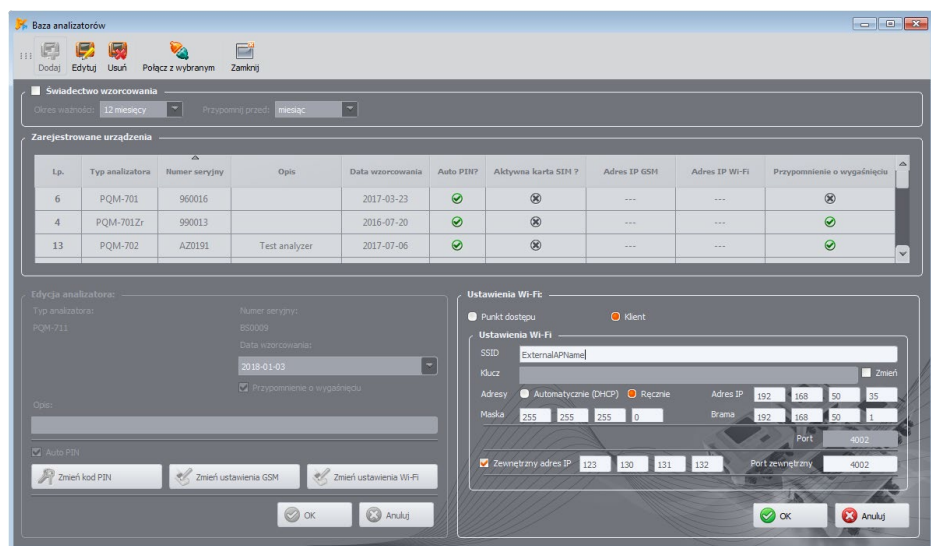 Baza analizatorów
Dodaj Edytuj Usuń Połącz z wybranym Zamknij
Świadectwo wzorcowania
Okres ważności: 12 miesięcy Przypomnij przed: miesiąc
Zarejestrowane urządzenia
Lp. Typ analizatora Numer seryjny Opis Data wzorcowania Auto PIN? Aktywna karta SIM ? Adres IP GSM Adres IP Wi-Fi Przypomnienie o wygaśnięciu
6 PQM-701 960016 2017-03-23 --- ---
4 PQM-701Zr 990013 2016-07-20 --- ---
13 PQM-702 AZ0191 Test analyzer 2017-07-06 --- ---
Edycja analizatora:
Typ analizatora: Numer seryjny:
PQM-711 BS0009
Data wzorcowania:
2018-01-03
Przypomnienie o wygaśnięciu
Opis:
Auto PIN
Zmień kod PIN Zmień ustawienia GSM Zmień ustawienia Wi-Fi
OK Anuluj
Ustawienia Wi-Fi:
Punkt dostępu Klient
Ustawienia Wi-Fi
SSID ExternalAPName
Klucz Zmień
Adresy Automatycznie (DHCP) Ręcznie Adres IP 192 168 50 35
Maska 255 255 255 0 Brama 192 168 50 1
Port 4002
Zewnętrzny adres IP 123 130 131 132 Port zewnętrzny 4002
OK Anuluj